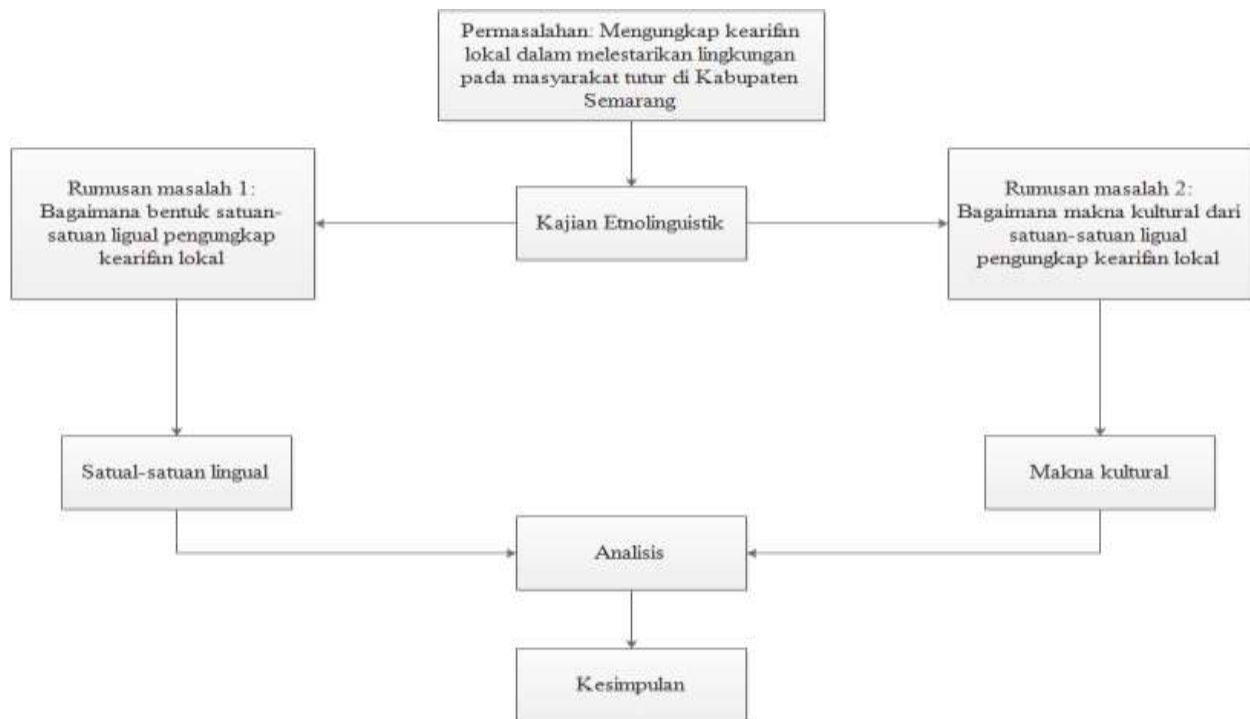 Permasalahan: Mengungkap kearifan
lokal dalam melestarikan lingkungan
pada masyarakat tutur di Kabupaten
Semarang
Rumusan masalah 1:
Bagaimana bentuk satuan-
satuan ligual pengungkap
kearifan lokal
Kajian Etnolinguistik
Rumusan masalah 2:
Bagaimana makna kultural dari
satuan-satuan ligual
pengungkap kearifan lokal
Satual-satuan lingual
Makna kultural
Analisis
Kesimpulan